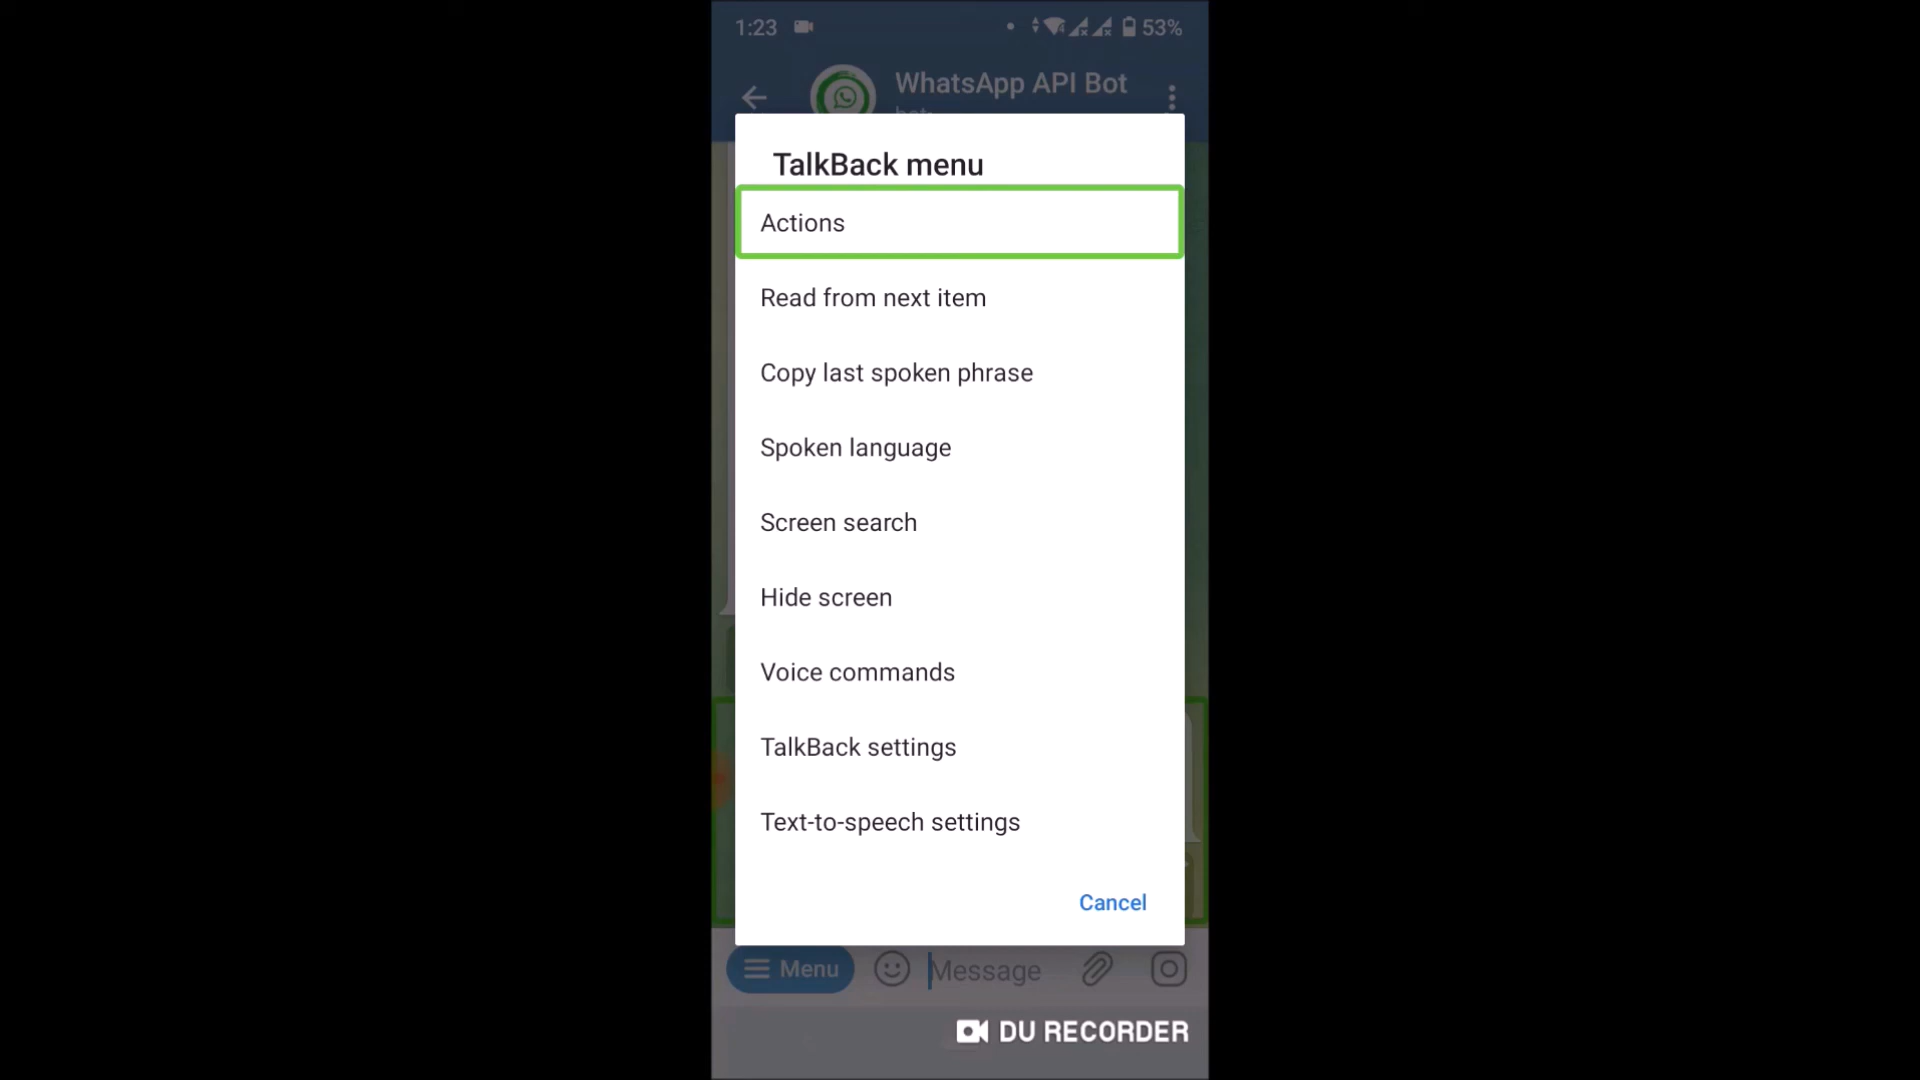 1:23
53%
WhatsApp API Bot
bot
TalkBack menu
Actions
Read from next item
Copy last spoken phrase
Spoken language
Screen search
Hide screen
Voice commands
TalkBack settings
Text-to-speech settings
Cancel
Menu
Message
DU RECORDER